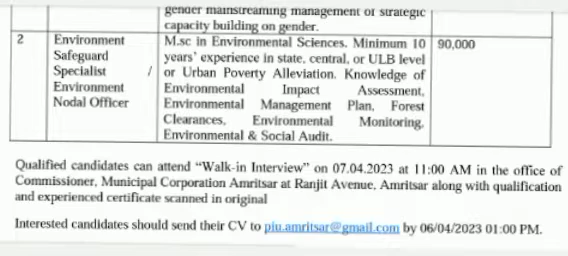 gender mainstreaming management of strategic
capacity building on gender.
2 Environment Safeguard Specialist / Environment Nodal Officer
M.sc in Environmental Sciences. Minimum 10
years' experience in state, central, or ULB level
or Urban Poverty Alleviation. Knowledge of
Environmental Impact Assessment,
Environmental Management Plan, Forest
Clearances, Environmental Monitoring,
Environmental & Social Audit.
90,000
Qualified candidates can attend “Walk-in Interview” on 07.04.2023 at 11:00 AM in the office of
Commissioner, Municipal Corporation Amritsar at Ranjit Avenue, Amritsar along with qualification
and experienced certificate scanned in original
Interested candidates should send their CV to piu.amritsar@gmail.com by 06/04/2023 01:00 PM.